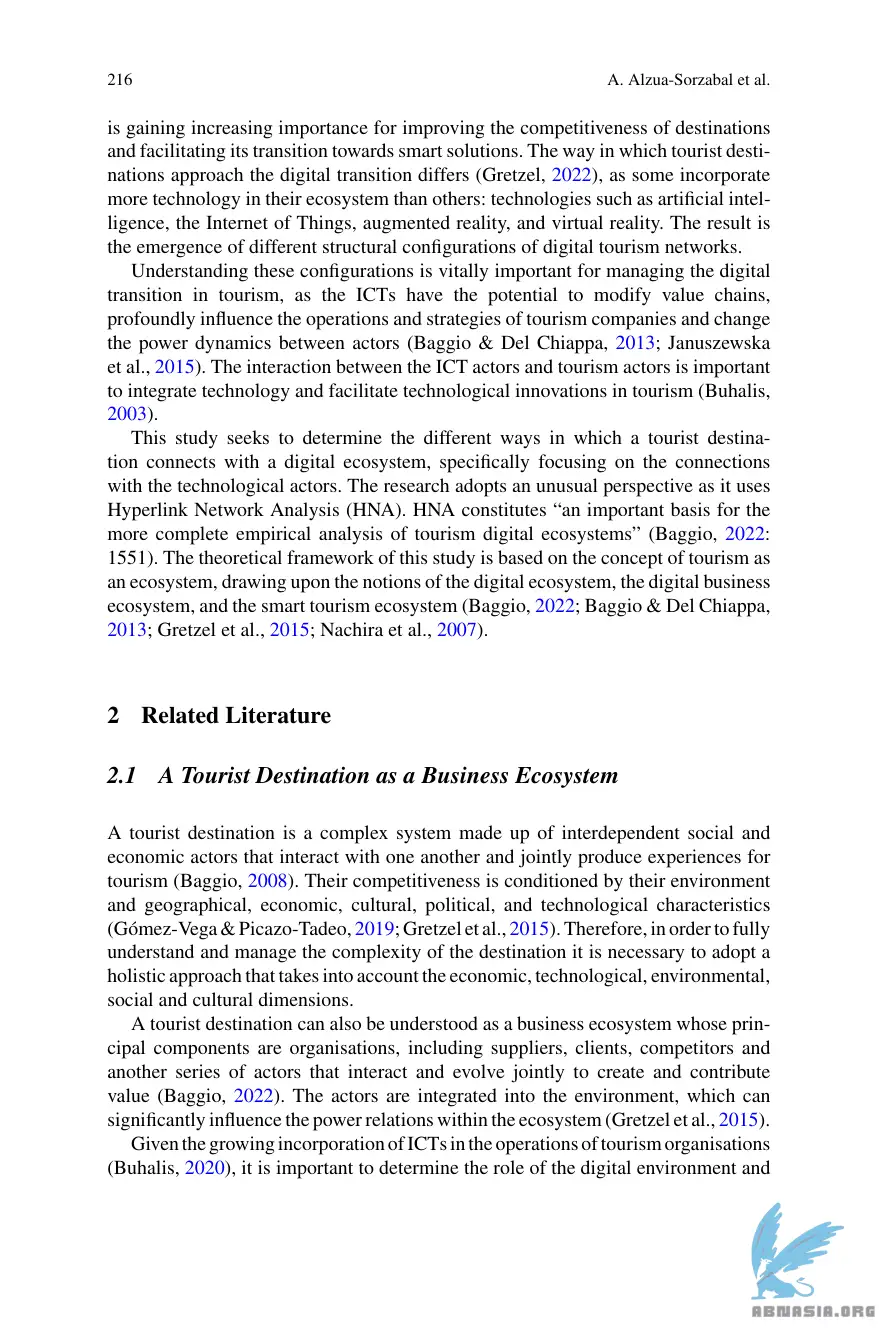 216
A. Alzua-Sorzabal et al.
is gaining increasing importance for improving the competitiveness of destinations
and facilitating its transition towards smart solutions. The way in which tourist desti-
nations approach the digital transition differs (Gretzel, 2022), as some incorporate
more technology in their ecosystem than others: technologies such as artificial intel-
ligence, the Internet of Things, augmented reality, and virtual reality. The result is
the emergence of different structural configurations of digital tourism networks.
Understanding these configurations is vitally important for managing the digital
transition in tourism, as the ICTs have the potential to modify value chains,
profoundly influence the operations and strategies of tourism companies and change
the power dynamics between actors (Baggio & Del Chiappa, 2013; Januszewska
et al., 2015). The interaction between the ICT actors and tourism actors is important
to integrate technology and facilitate technological innovations in tourism (Buhalis,
2003).
This study seeks to determine the different ways in which a tourist destina-
tion connects with a digital ecosystem, specifically focusing on the connections
with the technological actors. The research adopts an unusual perspective as it uses
Hyperlink Network Analysis (HNA). HNA constitutes “an important basis for the
more complete empirical analysis of tourism digital ecosystems” (Baggio, 2022:
1551). The theoretical framework of this study is based on the concept of tourism as
an ecosystem, drawing upon the notions of the digital ecosystem, the digital business
ecosystem, and the smart tourism ecosystem (Baggio, 2022; Baggio & Del Chiappa,
2013; Gretzel et al., 2015; Nachira et al., 2007).
2 Related Literature
2.1 A Tourist Destination as a Business Ecosystem
A tourist destination is a complex system made up of interdependent social and
economic actors that interact with one another and jointly produce experiences for
tourism (Baggio, 2008). Their competitiveness is conditioned by their environment
and geographical, economic, cultural, political, and technological characteristics
(Gómez-Vega & Picazo-Tadeo, 2019; Gretzel et al., 2015). Therefore, in order to fully
understand and manage the complexity of the destination it is necessary to adopt a
holistic approach that takes into account the economic, technological, environmental,
social and cultural dimensions.
A tourist destination can also be understood as a business ecosystem whose prin-
cipal components are organisations, including suppliers, clients, competitors and
another series of actors that interact and evolve jointly to create and contribute
value (Baggio, 2022). The actors are integrated into the environment, which can
significantly influence the power relations within the ecosystem (Gretzel et al., 2015).
Given the growing incorporation of ICTs in the operations of tourism organisations
(Buhalis, 2020), it is important to determine the role of the digital environment and
ABNASIA.ORG